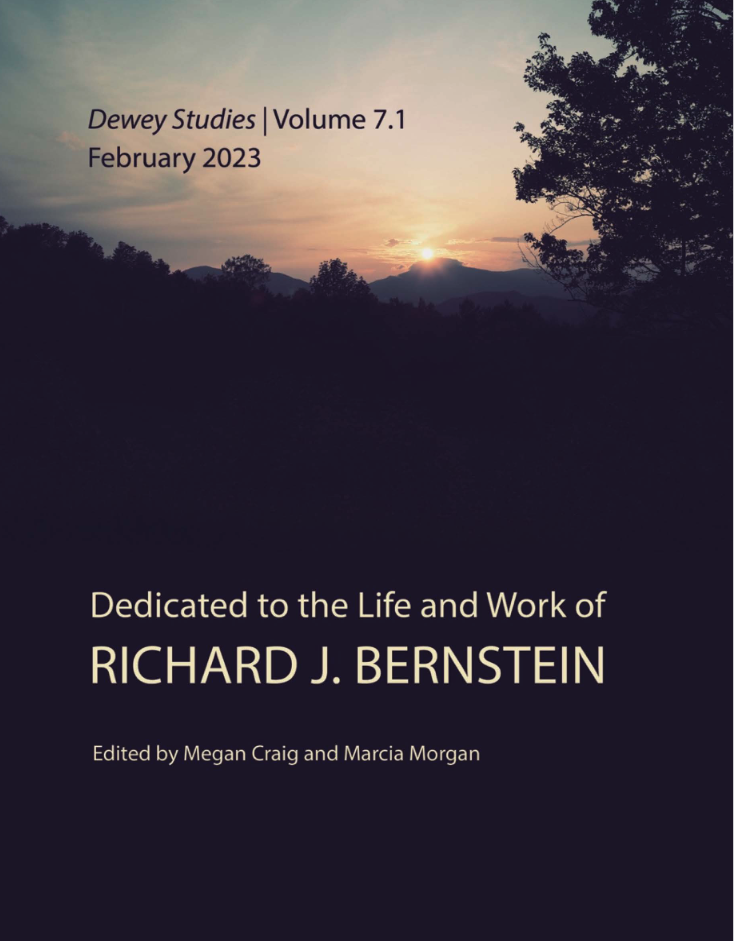 Dewey Studies | Volume 7.1
February 2023
Dedicated to the Life and Work of
RICHARD J. BERNSTEIN
Edited by Megan Craig and Marcia Morgan